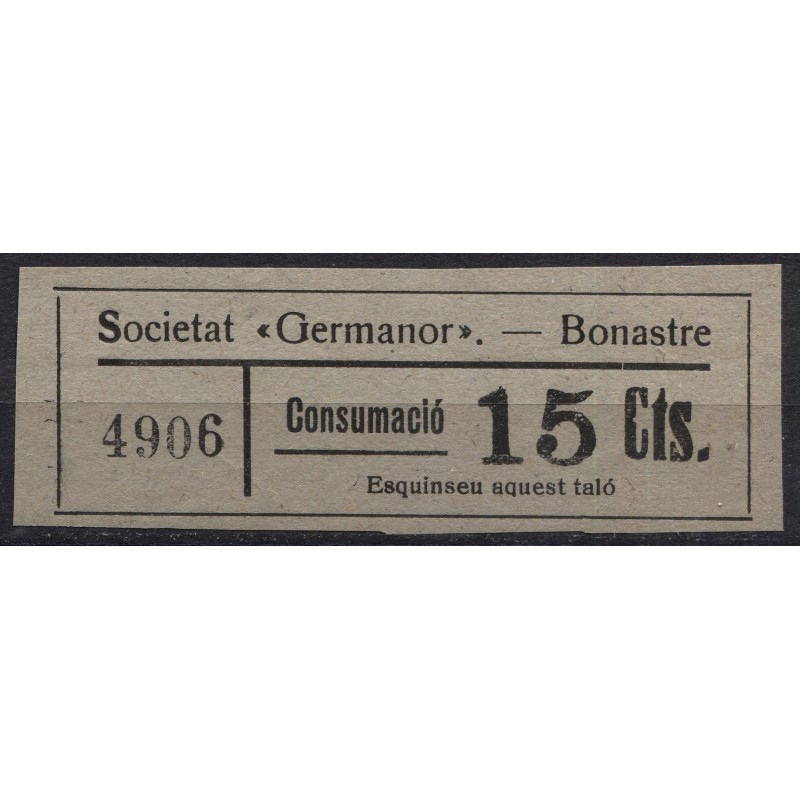 Societat «Germanor». — Bonastre
4906
Consumació 15 Cts.
Esquinseu aquest taló